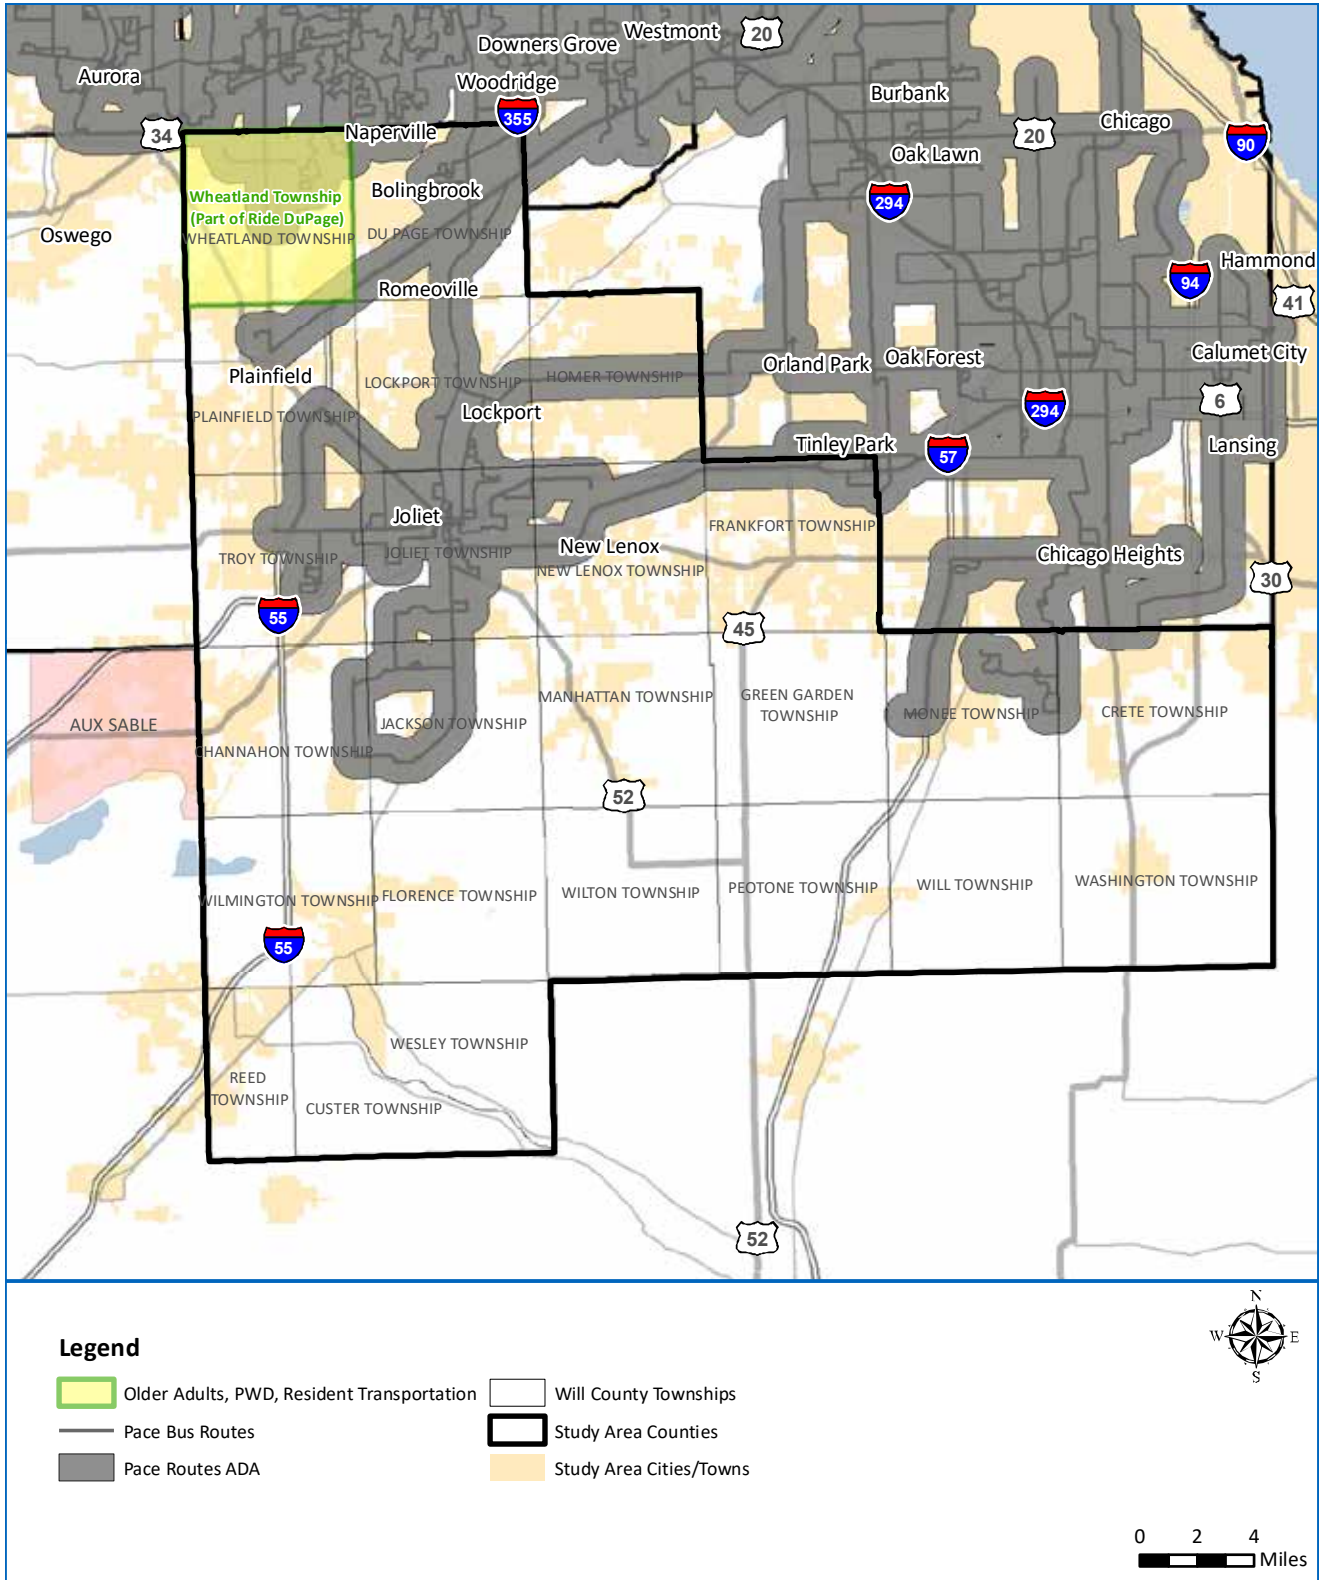 Downers Grove
Westmont
20
Aurora
Woodridge
Burbank
355
34
Naperville
20
Chicago
90
Oak Lawn
Wheatland Township
(Part of Ride DuPage)
WHEATLAND TOWNSHIP
Bolingbrook
294
Oswego
DU PAGE TOWNSHIP
Hammond
94
41
Romeoville
Calumet City
Orland Park
Oak Forest
Plainfield
LOCKPORT TOWNSHIP
HOMER TOWNSHIP
6
294
PLAINFIELD TOWNSHIP
Lockport
Tinley Park
57
Lansing
Joliet
FRANKFORT TOWNSHIP
TROY TOWNSHIP
JOLIET TOWNSHIP
New Lenox
NEW LENOX TOWNSHIP
Chicago Heights
30
55
45
AUX SABLE
CHANNAHON TOWNSHIP
JACKSON TOWNSHIP
MANHATTAN TOWNSHIP
GREEN GARDEN
TOWNSHIP
MONEE TOWNSHIP
CRETE TOWNSHIP
52
WILMINGTON TOWNSHIP
FLORENCE TOWNSHIP
WILTON TOWNSHIP
PEOTONE TOWNSHIP
WILL TOWNSHIP
WASHINGTON TOWNSHIP
55
WESLEY TOWNSHIP
REED
TOWNSHIP
CUSTER TOWNSHIP
52
Legend
Older Adults, PWD, Resident Transportation
Pace Bus Routes
Pace Routes ADA
Will County Townships
Study Area Counties
Study Area Cities/Towns
N
W E
S
0 2 4
Miles